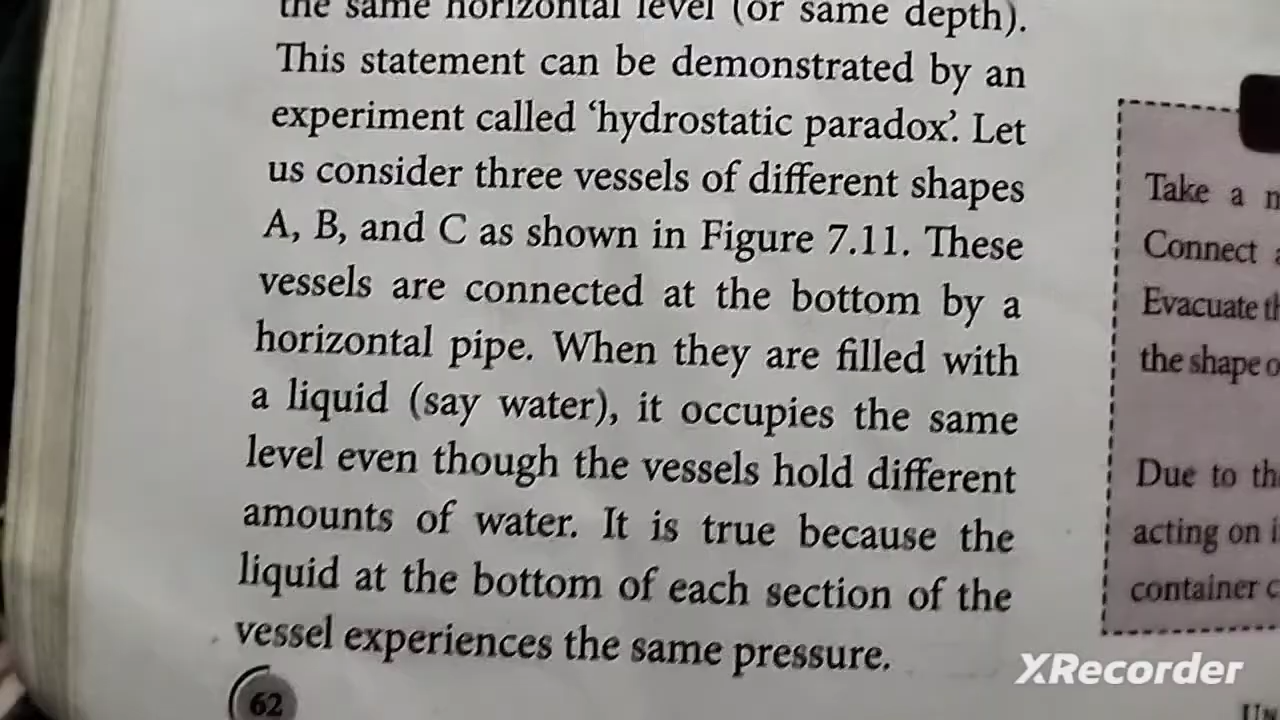 the same horizontal level (or same depth).
This statement can be demonstrated by an
experiment called ‘hydrostatic paradox’. Let
us consider three vessels of different shapes
A, B, and C as shown in Figure 7.11. These
vessels are connected at the bottom by a
horizontal pipe. When they are filled with
a liquid (say water), it occupies the same
level even though the vessels hold different
amounts of water. It is true because the
liquid at the bottom of each section of the
vessel experiences the same pressure.
62
Take a
Connect
Evacuate
the shape
Due to
acting on
container
XRecorder